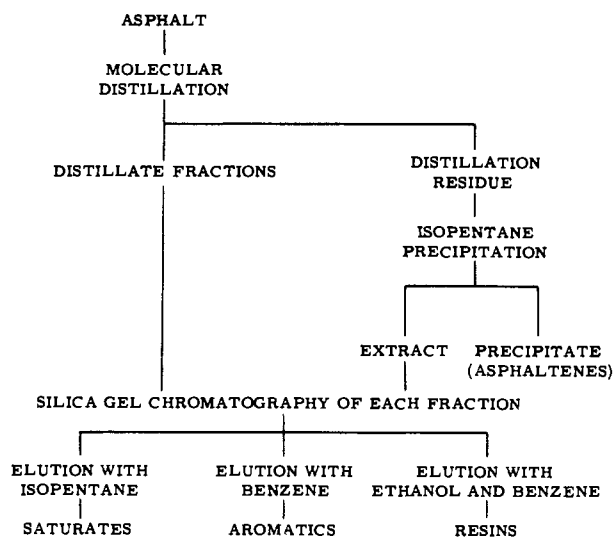 ASPHALT
MOLECULAR
DISTILLATION
DISTILLATE FRACTIONS
DISTILLATION
RESIDUE
ISOPENTANE
PRECIPITATION
EXTRACT
PRECIPITATE
(ASPHALTENES)
SILICA GEL CHROMATOGRAPHY OF EACH FRACTION
ELUTION WITH
ISOPENTANE
ELUTION WITH
BENZENE
ELUTION WITH
ETHANOL AND BENZENE
SATURATES
AROMATICS
RESINS